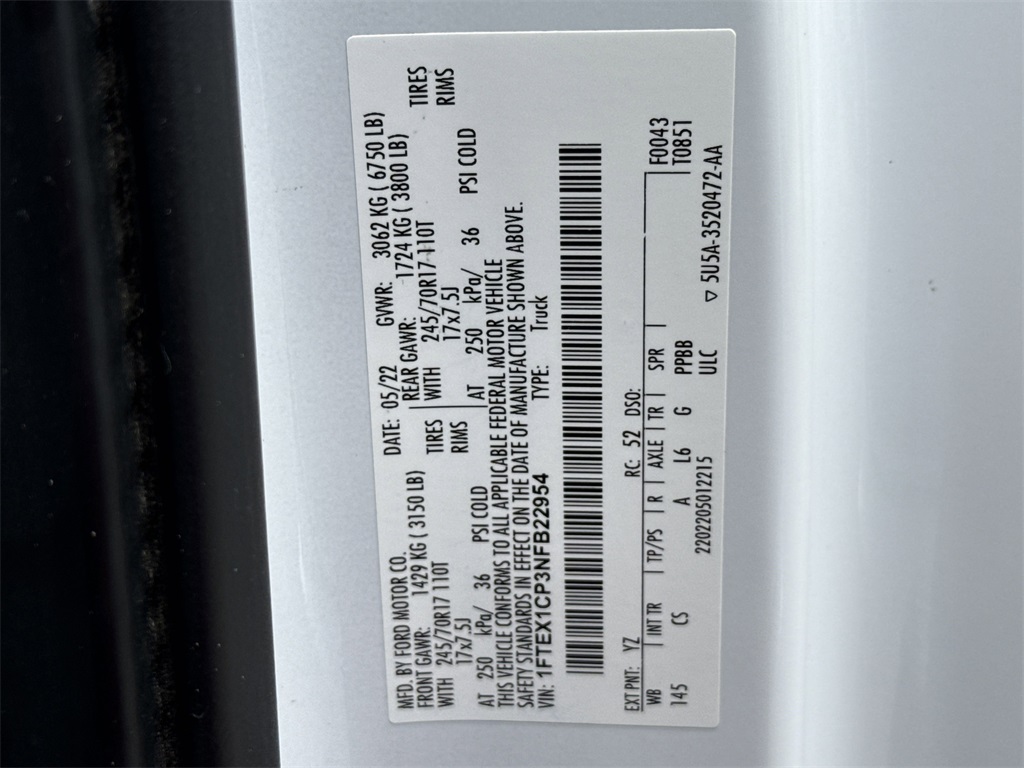 MFD. BY FORD MOTOR CO.
DATE: 05/22 GVWR: 3062 KG ( 6750 LB)
FRONT GAWR: 1429 KG ( 3150 LB) REAR GAWR: 1724 KG ( 3800 LB)
WITH 245/70R17 110T TIRES WITH 245/70R17 110T TIRES
17x7.5J RIMS 17x7.5J RIMS
AT 250 kPa/ 36 PSI COLD AT 250 kPa/ 36 PSI COLD
THIS VEHICLE CONFORMS TO ALL APPLICABLE FEDERAL MOTOR VEHICLE
SAFETY STANDARDS IN EFFECT ON THE DATE OF MANUFACTURE SHOWN ABOVE.
VIN: 1FTEX1CP3NFB22954 TYPE: Truck
EXT PNT: YZ RC: 52 DSO:
WB | INT TR | TP/PS | R | AXLE | TR | SPR | F0043
145 CS A L6 G PPBB T0851
2202205012215 ULC
▽ 5U5A-3520472-AA